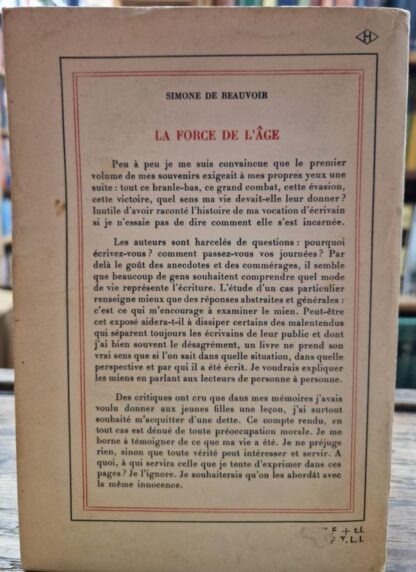 H
SIMONE DE BEAUVOIR
LA FORCE DE L'ÂGE
Peu à peu je me suis convaincue que le premier
volume de mes souvenirs exigeait à mes propres yeux une
suite : tout ce branle-bas, ce grand combat, cette évasion,
cette victoire, quel sens ma vie devait-elle leur donner ?
Inutile d'avoir raconté l'histoire de ma vocation d'écrivain
si je n'essaie pas de dire comment elle s'est incarnée.
Les auteurs sont harcelés de questions : pourquoi
écrivez-vous ? comment passez-vous vos journées ? Par
delà le goût des anecdotes et des commérages, il semble
que beaucoup de gens souhaitent comprendre quel mode
de vie représente l'écriture. L'étude d'un cas particulier
renseigne mieux que des réponses abstraites et générales :
c'est ce qui m'encourage à examiner le mien. Peut-être
cet exposé aidera-t-il à dissiper certains des malentendus
qui séparent toujours les écrivains de leur public et dont
j'ai bien souvent le désagrément, un livre ne prend son
vrai sens que si l'on sait dans quelle situation, dans quelle
perspective et par qui il a été écrit. Je voudrais expliquer
les miens en parlant aux lecteurs de personne à personne.
Des critiques ont cru que dans mes mémoires j'avais
voulu donner aux jeunes filles une leçon, j'ai surtout
souhaité m'acquitter d'une dette. Ce compte rendu, en
tout cas est dénué de toute préoccupation morale. Je me
borne à témoigner de ce que ma vie a été. Je ne préjuge
rien, sinon que toute vérité peut intéresser et servir. A
quoi, à qui servira celle que je tente d'exprimer dans ces
pages ? Je l'ignore. Je souhaiterais qu'on les abordât avec
la même innocence.
+ t.l.
T.L.I.